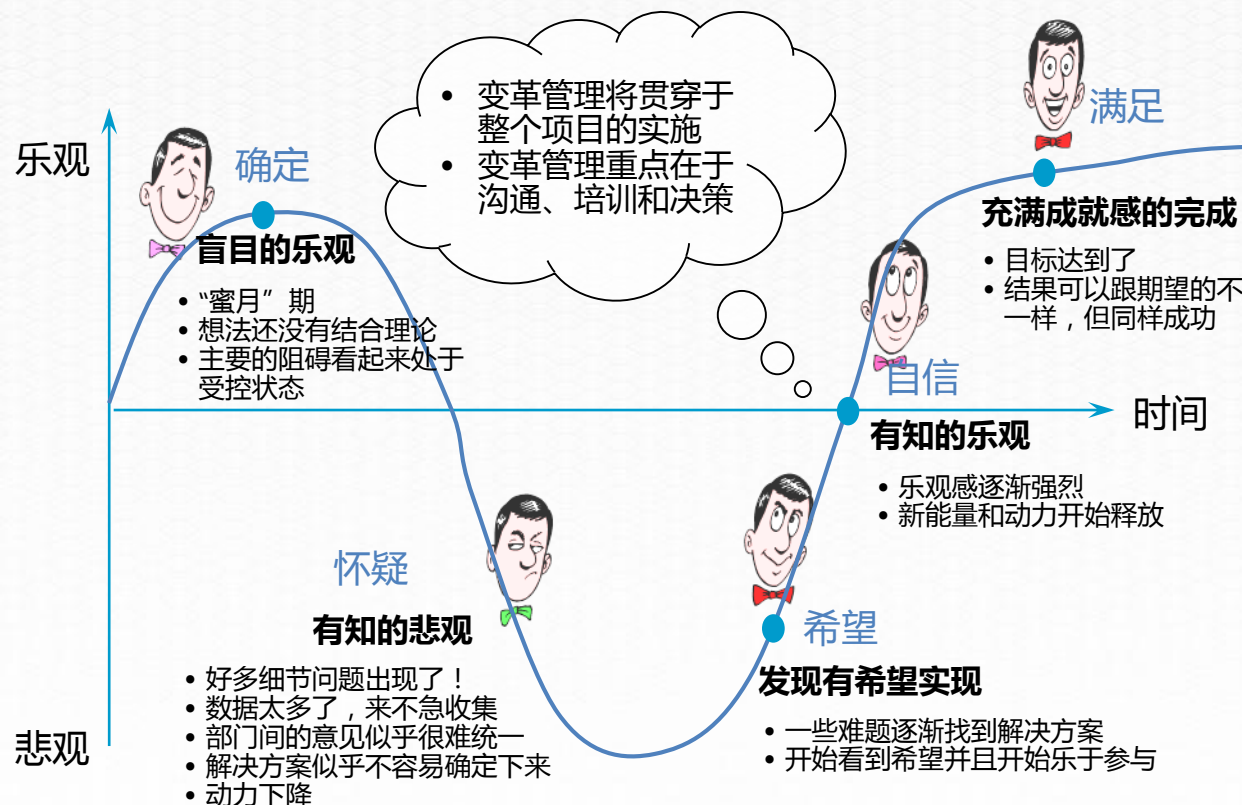 变革管理将贯穿于
整个项目的实施
变革管理重点在于
沟通、培训和决策
满足
乐观
确定
充满成就感的完成
盲目的乐观
• 目标达到了
• 结果可以跟期望的不
一样，但同样成功
• “蜜月”期
• 想法还没有结合理论
• 主要的阻碍看起来处于
受控状态
自信
时间
有知的乐观
• 乐观感逐渐强烈
• 新能量和动力开始释放
怀疑
有知的悲观
希望
• 好多细节问题出现了！
• 数据太多了，来不急收集
• 部门间的意见似乎很难统一
• 解决方案似乎不容易确定下来
• 动力下降
发现有希望实现
• 一些难题逐渐找到解决方案
• 开始看到希望并且开始乐于参与
悲观